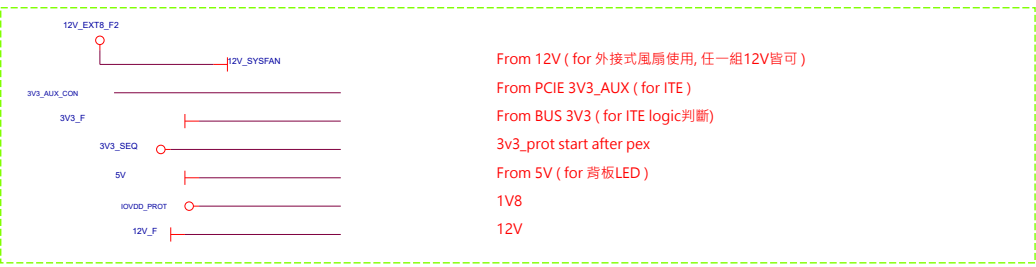 12V_EXT8_F2
12V_SYSFAN
From 12V ( for 外接式風扇使用, 任一組12V皆可 )
3V3_AUX_CON
From PCIE 3V3_AUX ( for ITE )
3V3_F
From BUS 3V3 ( for ITE logic判斷)
3V3_SEQ
3v3_prot start after pex
5V
From 5V ( for 背板LED )
IOVDD_PROT
1V8
12V_F
12V